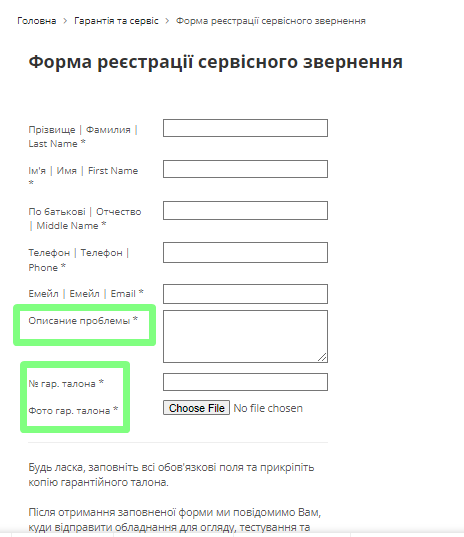 Головна > Гарантія та сервіс > Форма реєстрації сервісного звернення
Форма реєстрації сервісного звернення
Прізвище | Фамилия |
Last Name *
Ім'я | Имя | First Name
*
По батькові | Отчество
| Middle Name *
Телефон | Телефон |
Phone *
Емейл | Емейл | Email *
Описание проблемы *
№ гар. талона *
Фото гар. талона *
Choose File No file chosen
Будь ласка, заповніть всі обов'язкові поля та прикріпіть
копію гарантійного талона.
Після отримання заповненої форми ми повідомимо Вам,
куди відправити обладнання для огляду, тестування та